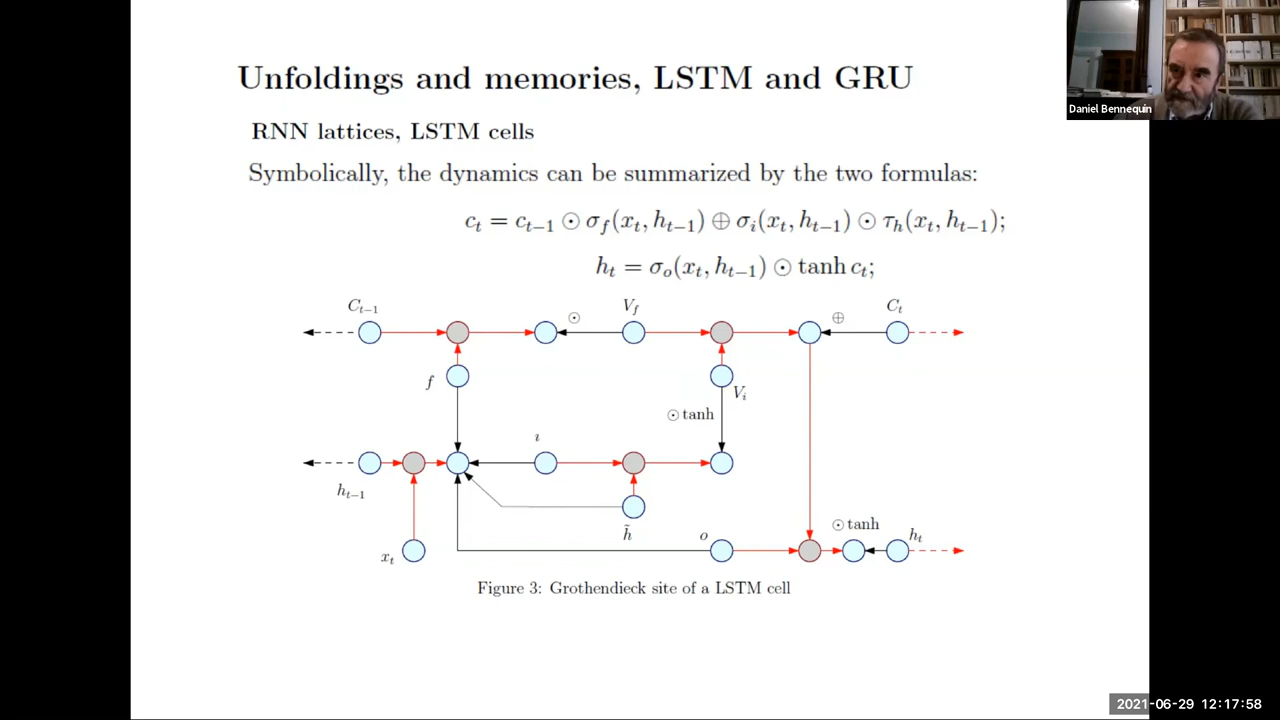 Unfoldings and memories, LSTM and GRU
Daniel Bennequin
RNN lattices, LSTM cells
Symbolically, the dynamics can be summarized by the two formulas:
c_t = c_{t−1} ⊙ σ_f(x_t, h_{t−1}) ⊕ σ_i(x_t, h_{t−1}) ⊙ τ_h(x_t, h_{t−1});
h_t = σ_o(x_t, h_{t−1}) ⊙ tanh c_t;
C_{t−1} ⊙ V_f ⊕ C_t
f V_i
⊙ tanh
ı
h_{t−1}
h̃ o ⊙ tanh h_t
x_t
Figure 3: Grothendieck site of a LSTM cell
2021-06-29 12:17:58